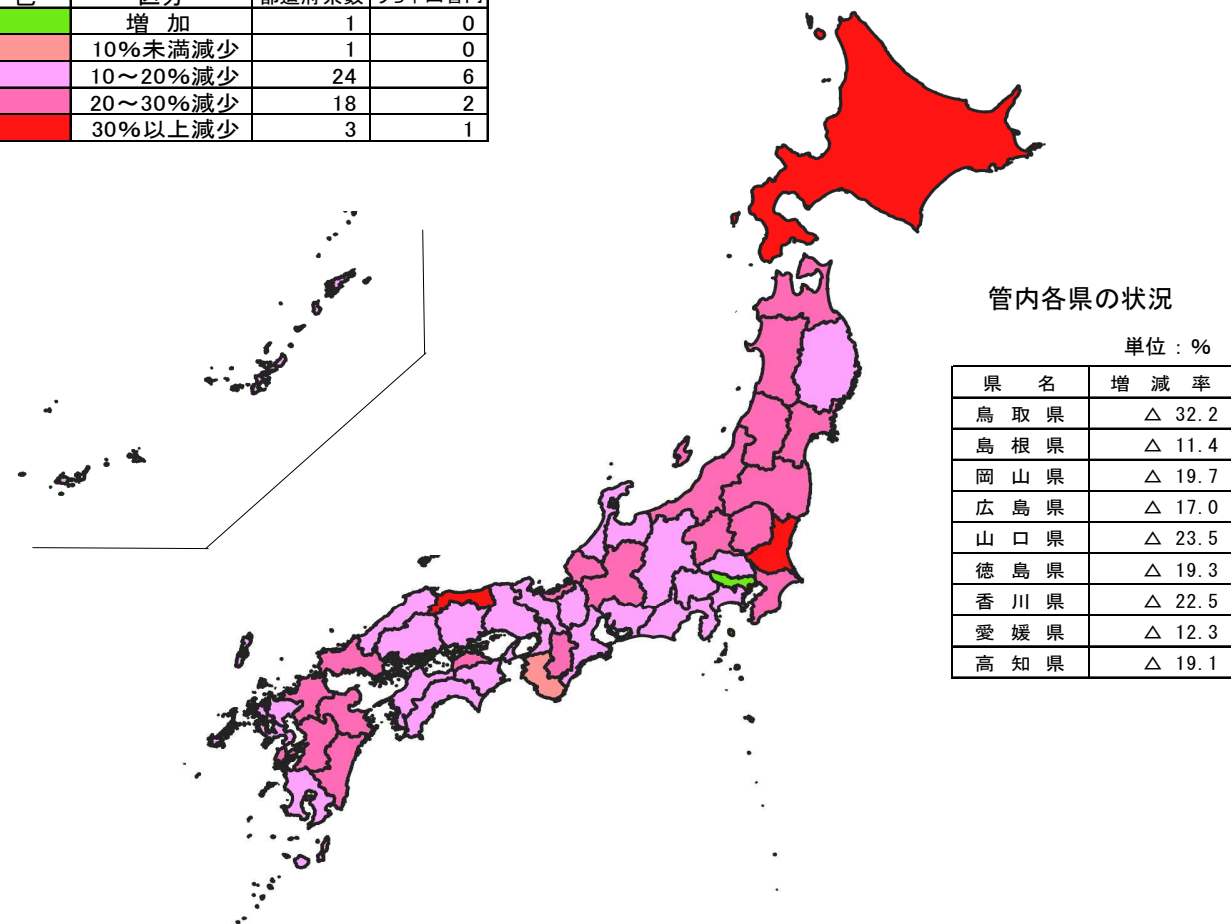 区分
増 加 1 0
10%未満減少 1 0
10～20%減少 24 6
20～30%減少 18 2
30%以上減少 3 1
管内各県の状況
単位：%
県 名 増 減 率
鳥 取 県 △ 32.2
島 根 県 △ 11.4
岡 山 県 △ 19.7
広 島 県 △ 17.0
山 口 県 △ 23.5
徳 島 県 △ 19.3
香 川 県 △ 22.5
愛 媛 県 △ 12.3
高 知 県 △ 19.1